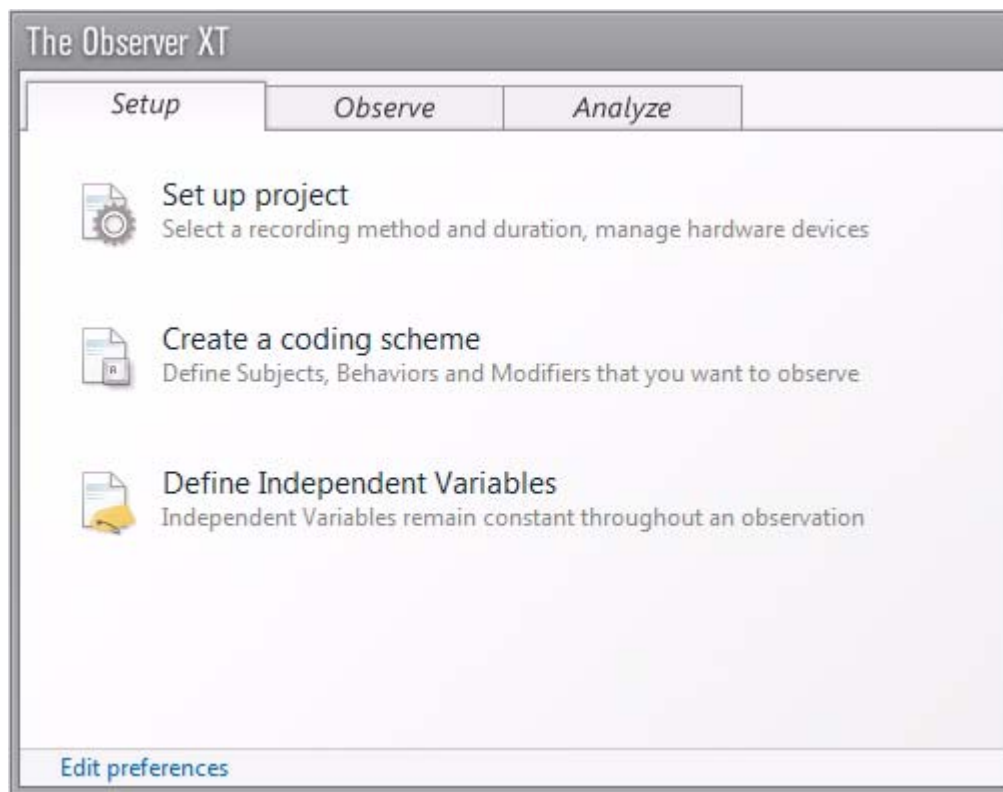 The Observer XT
Setup
Observe
Analyze
Set up project
Select a recording method and duration, manage hardware devices
Create a coding scheme
R
Define Subjects, Behaviors and Modifiers that you want to observe
Define Independent Variables
Independent Variables remain constant throughout an observation
Edit preferences